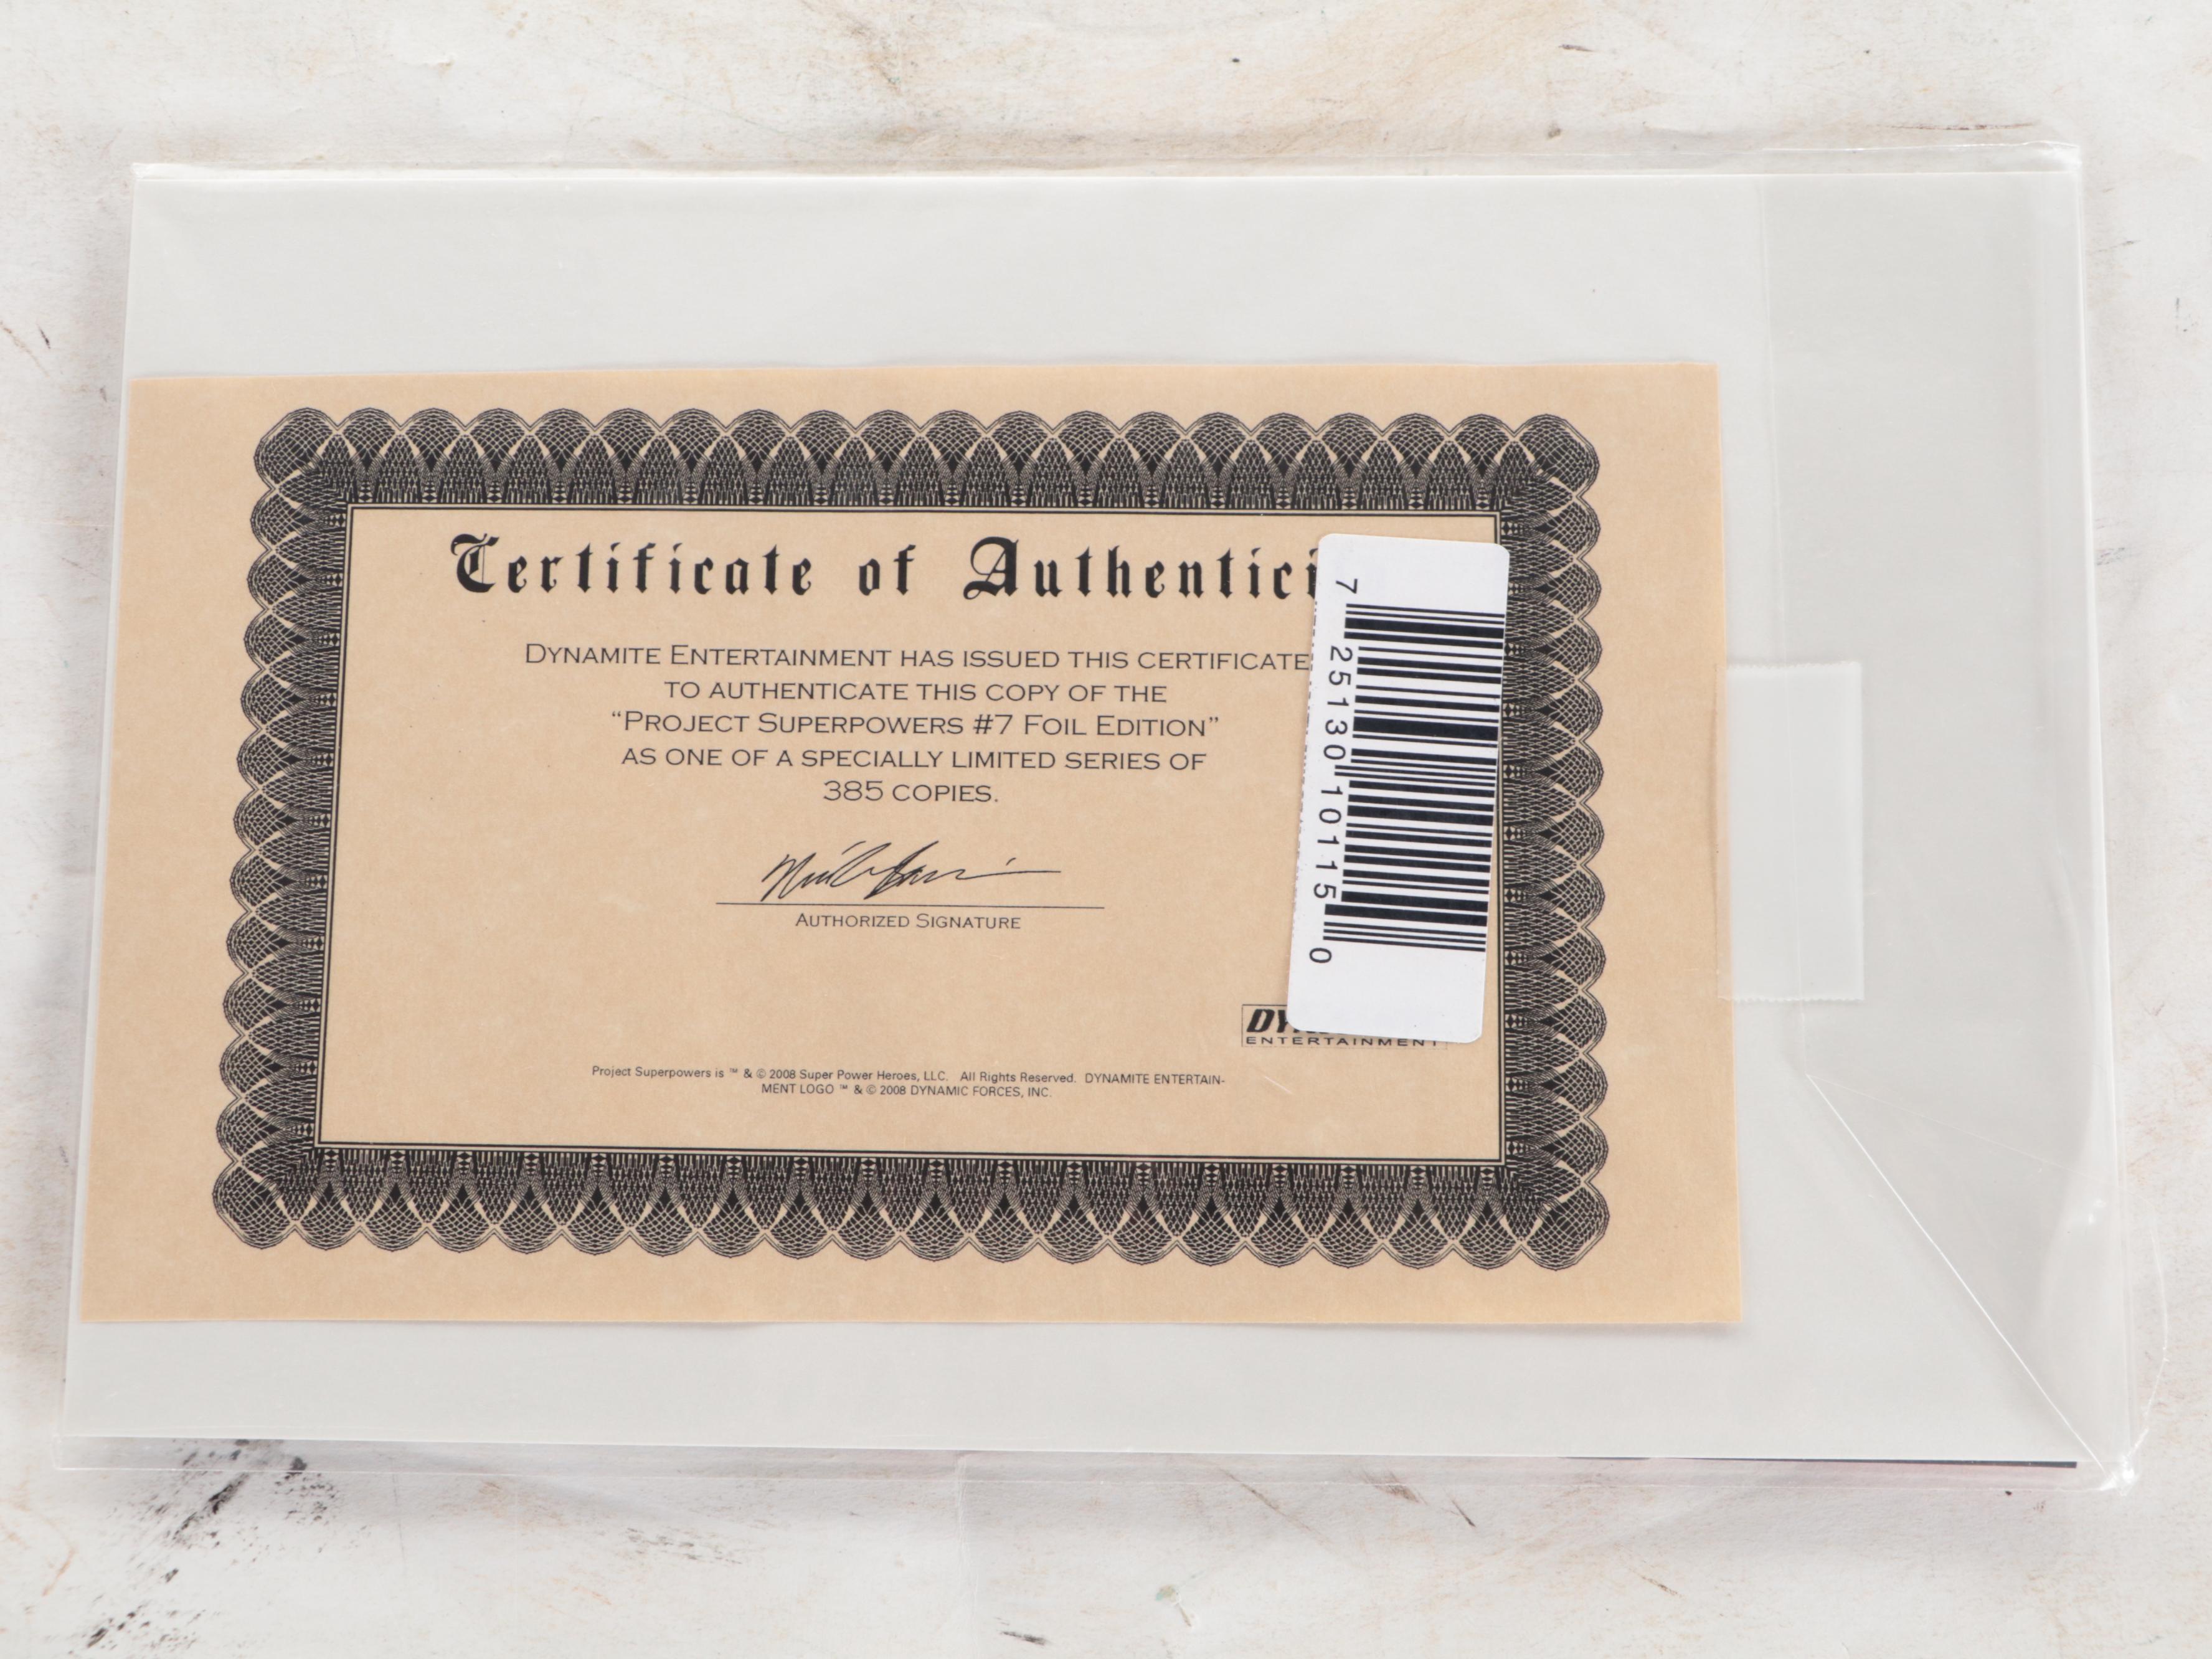 Certificate of Authentici
DYNAMITE ENTERTAINMENT HAS ISSUED THIS CERTIFICATE
TO AUTHENTICATE THIS COPY OF THE
“PROJECT SUPERPOWERS #7 FOIL EDITION”
AS ONE OF A SPECIALLY LIMITED SERIES OF
385 COPIES.
AUTHORIZED SIGNATURE
ENTERTAINMENT
Project Superpowers is ™ & © 2008 Super Power Heroes, LLC. All Rights Reserved. DYNAMITE ENTERTAIN-
MENT LOGO ™ & © 2008 DYNAMIC FORCES, INC.
7 25130 10115 0